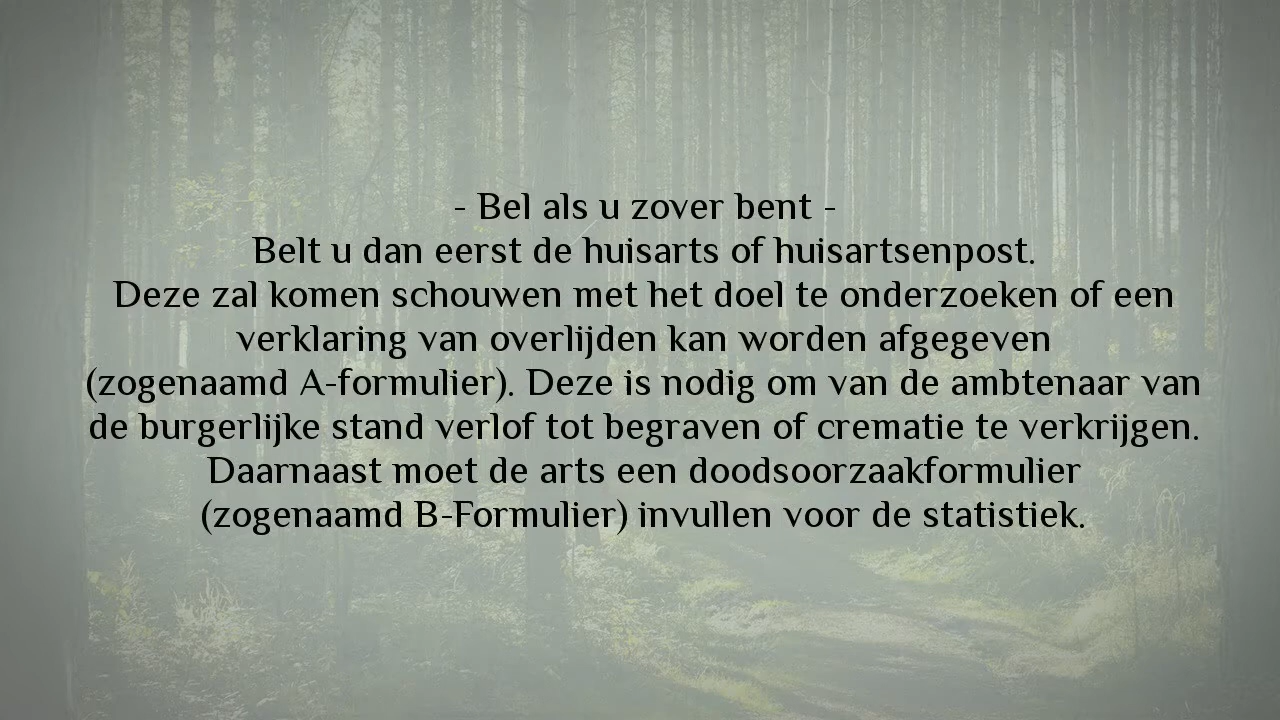 - Bel als u zover bent -
Belt u dan eerst de huisarts of huisartsenpost.
Deze zal komen schouwen met het doel te onderzoeken of een
verklaring van overlijden kan worden afgegeven
(zogenaamd A-formulier). Deze is nodig om van de ambtenaar van
de burgerlijke stand verlof tot begraven of crematie te verkrijgen.
Daarnaast moet de arts een doodsoorzaakformulier
(zogenaamd B-Formulier) invullen voor de statistiek.